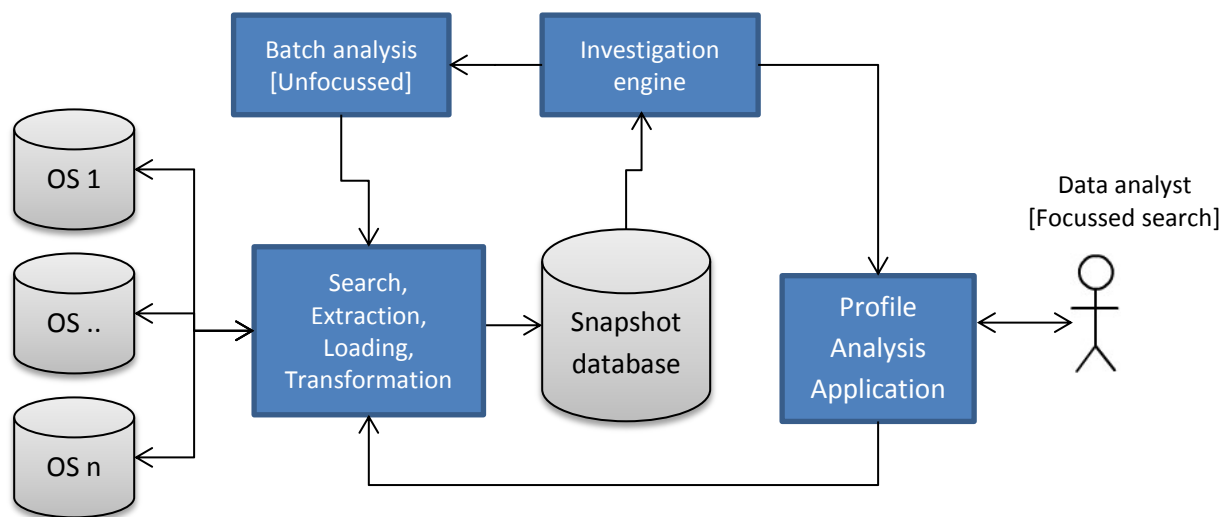 Batch analysis
[Unfocussed]
Investigation
engine
OS 1
OS ..
OS n
Search,
Extraction,
Loading,
Transformation
Snapshot
database
Profile
Analysis
Application
Data analyst
[Focussed search]